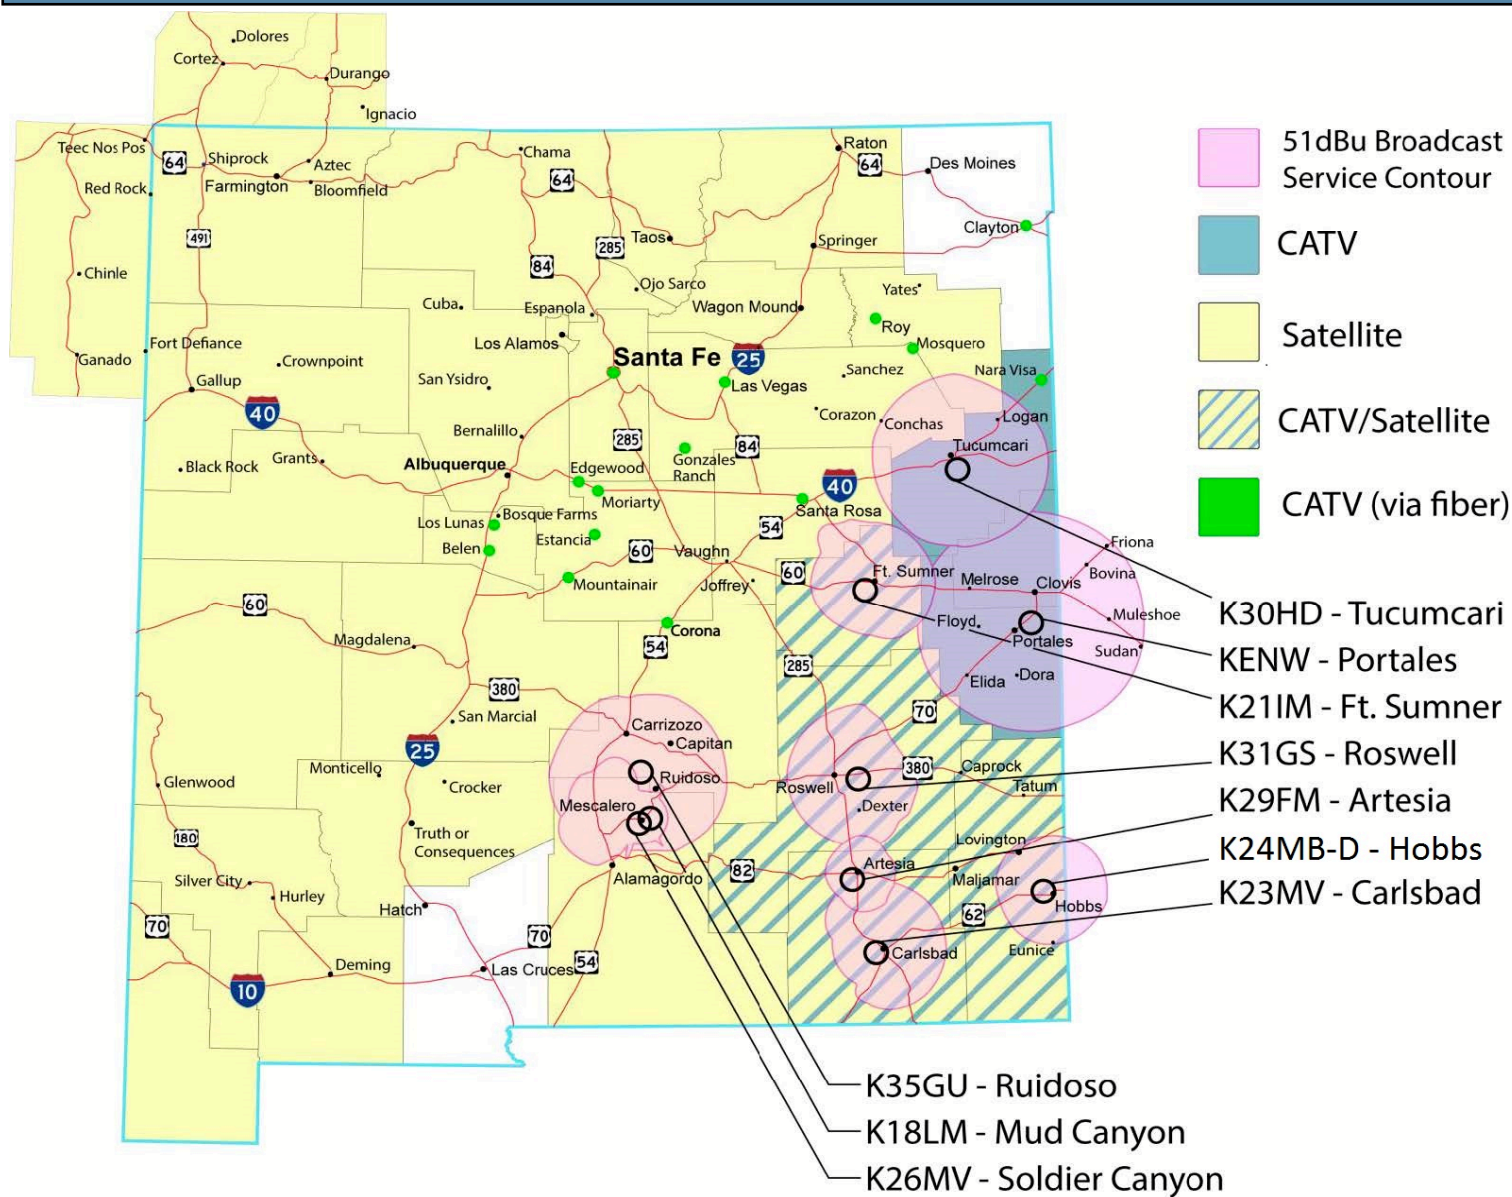 Dolores
Cortez
Durango
Ignacio
Teec Nos Pos
64
Shiprock
Aztec
Farmington
Bloomfield
Red Rock
491
Chinle
Ganado
Fort Defiance
Crownpoint
Gallup
40
Chama
64
Raton
64
Des Moines
Clayton
Taos
285
84
Springer
Ojo Sarco
Cuba
Espanola
Wagon Mound
Yates
Roy
Los Alamos
Mosquero
Santa Fe
25
Nara Visa
San Ysidro
Las Vegas
Sanchez
Corazon
Conchas
Logan
Bernalillo
285
84
Tucumcari
Black Rock
Grants
Albuquerque
Edgewood
Gonzales
Ranch
40
Moriarty
Santa Rosa
Los Lunas
Bosque Farms
Belen
Estancia
54
60
Vaughn
Friona
Bovina
Mountainair
Joffrey
60
Ft. Sumner
Melrose
Clovis
Muleshoe
60
Corona
Floyd
Portales
Sudan
Magdalena
54
285
Elida
Dora
380
70
San Marcial
Carrizozo
Capitan
25
Monticello
Crocker
Glenwood
Ruidoso
Roswell
380
Caprock
Tatum
Mescalero
Dexter
180
Truth or
Consequences
Lovington
82
Artesia
Maljamar
Silver City
Hurley
Alamagordo
Hatch
62
Hobbs
70
70
54
Carlsbad
Eunice
Deming
Las Cruces
10
51dBu Broadcast
Service Contour
CATV
Satellite
CATV/Satellite
CATV (via fiber)
K30HD - Tucumcari
KENW - Portales
K21IM - Ft. Sumner
K31GS - Roswell
K29FM - Artesia
K24MB-D - Hobbs
K23MV - Carlsbad
K35GU - Ruidoso
K18LM - Mud Canyon
K26MV - Soldier Canyon